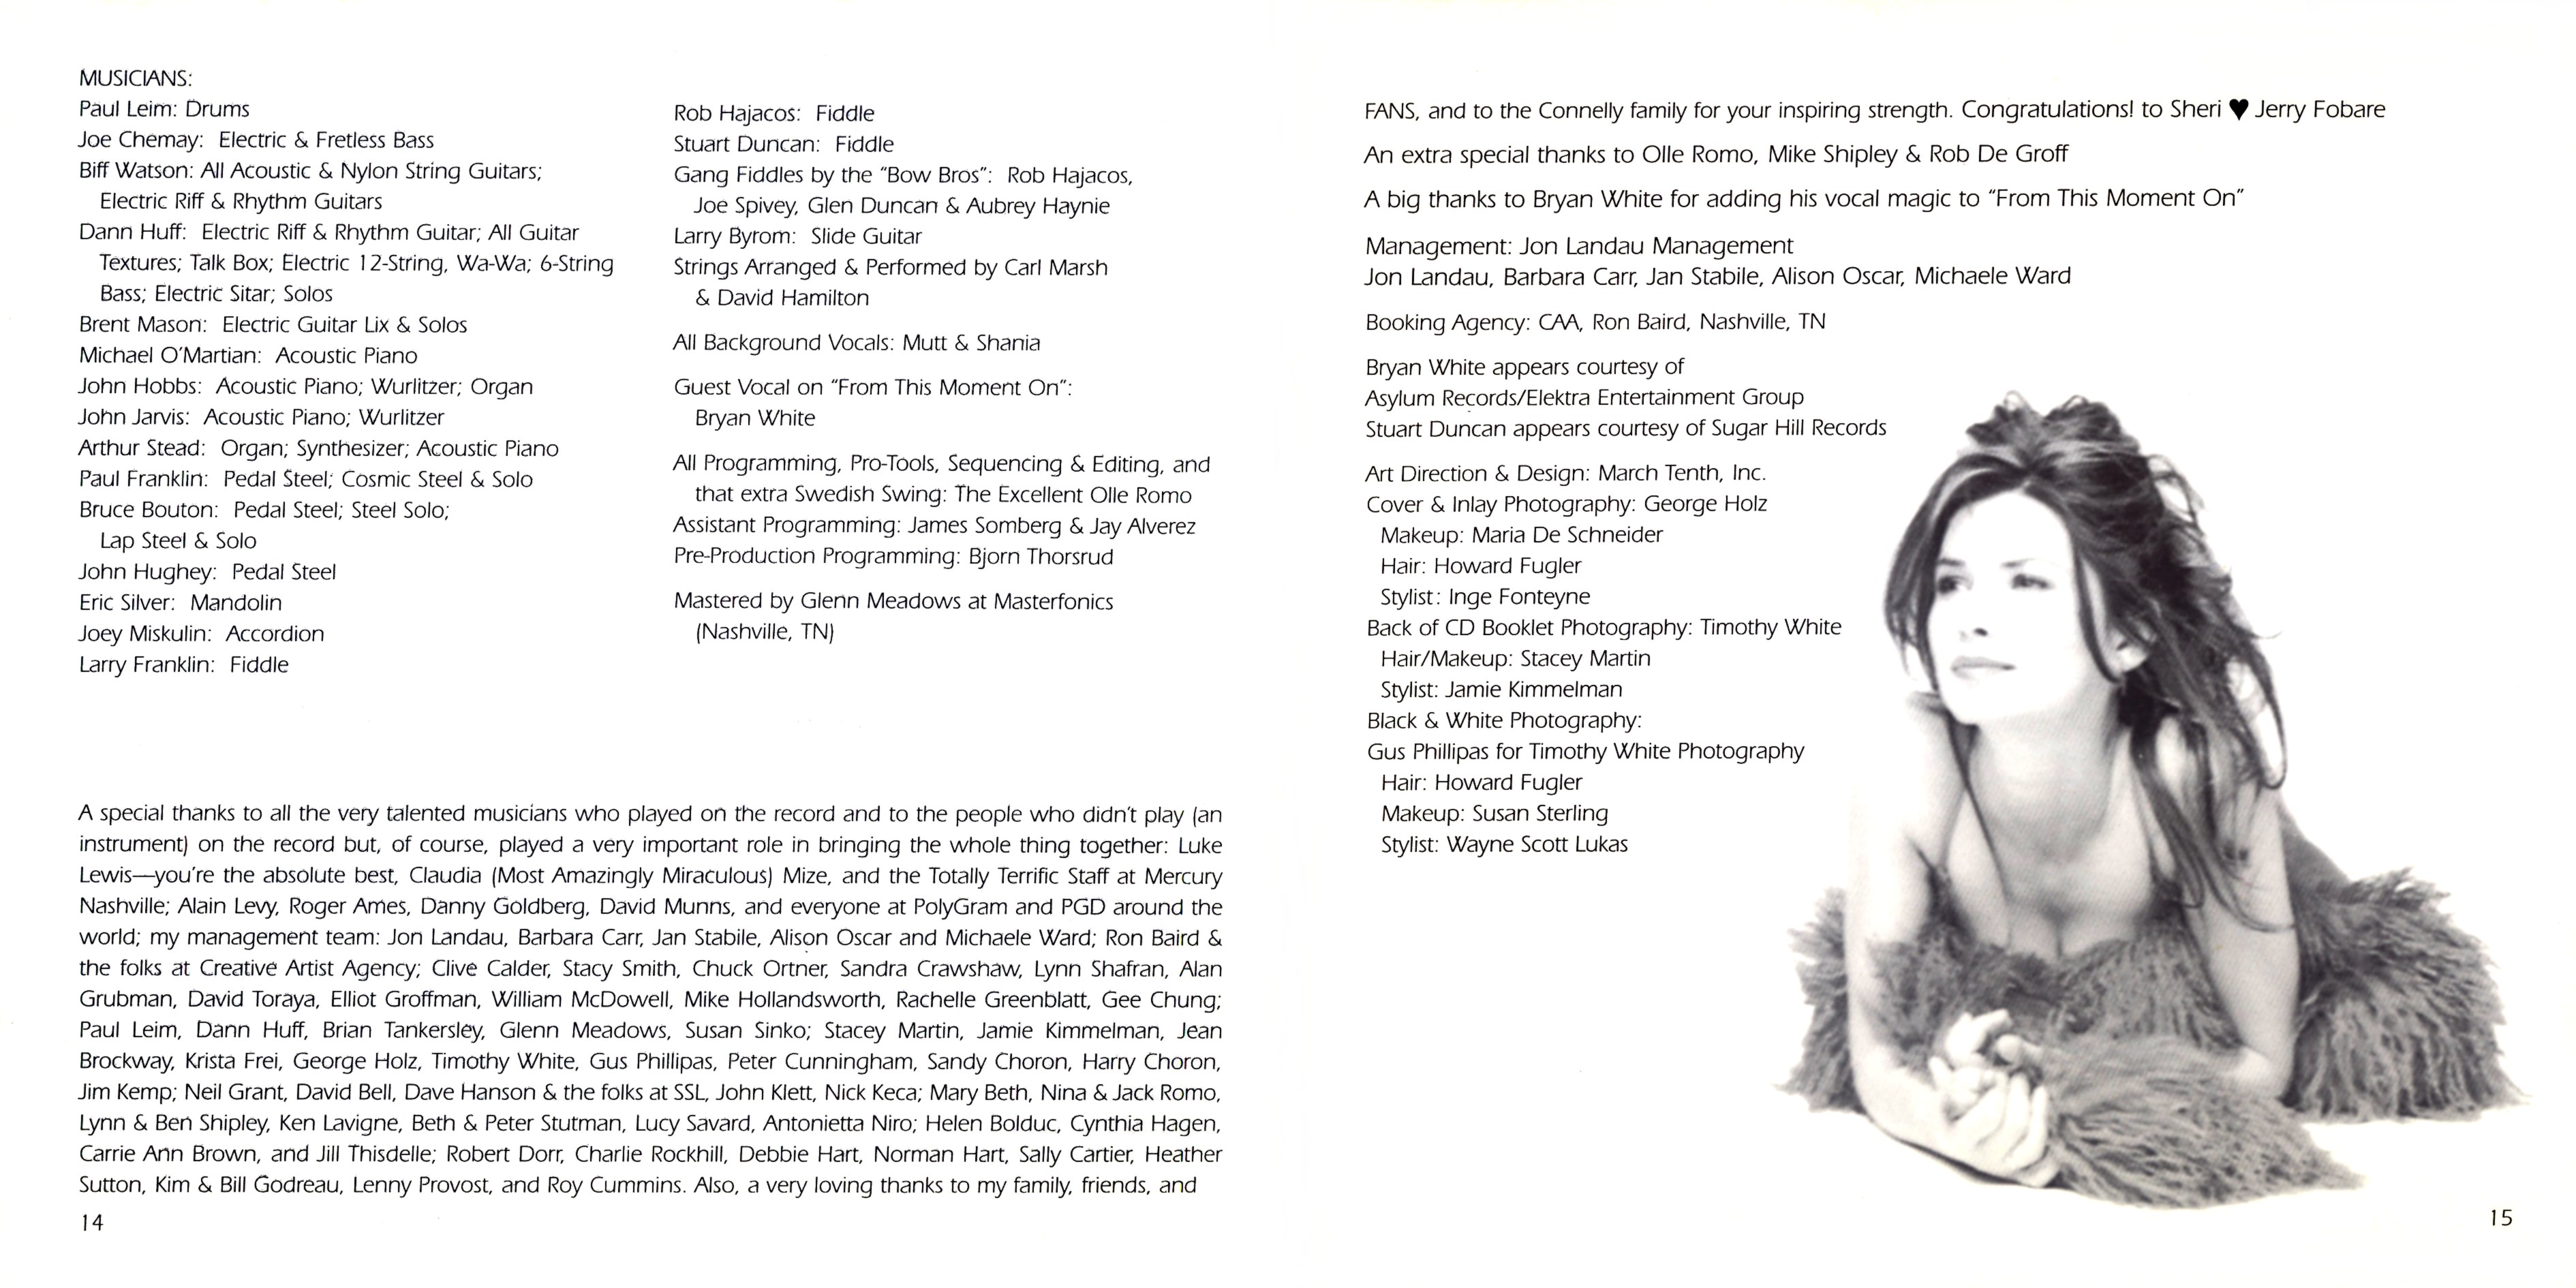 MUSICIANS:
Paul Leim: Drums
Joe Chemay: Electric & Fretless Bass
Biff Watson: All Acoustic & Nylon String Guitars;
Electric Riff & Rhythm Guitars
Dann Huff: Electric Riff & Rhythm Guitar; All Guitar
Textures; Talk Box; Electric 12-String, Wa-Wa; 6-String
Bass; Electric Sitar; Solos
Brent Mason: Electric Guitar Lix & Solos
Michael O'Martian: Acoustic Piano
John Hobbs: Acoustic Piano; Wurlitzer; Organ
John Jarvis: Acoustic Piano; Wurlitzer
Arthur Stead: Organ; Synthesizer; Acoustic Piano
Paul Franklin: Pedal Steel; Cosmic Steel & Solo
Bruce Bouton: Pedal Steel; Steel Solo;
Lap Steel & Solo
John Hughey: Pedal Steel
Eric Silver: Mandolin
Joey Miskulin: Accordion
Larry Franklin: Fiddle
Rob Hajacos: Fiddle
Stuart Duncan: Fiddle
Gang Fiddles by the "Bow Bros": Rob Hajacos,
Joe Spivey, Glen Duncan & Aubrey Haynie
Larry Byrom: Slide Guitar
Strings Arranged & Performed by Carl Marsh
& David Hamilton
All Background Vocals: Mutt & Shania
Guest Vocal on "From This Moment On":
Bryan White
All Programming, Pro-Tools, Sequencing & Editing, and
that extra Swedish Swing: The Excellent Olle Romo
Assistant Programming: James Somberg & Jay Alverez
Pre-Production Programming: Bjorn Thorsrud
Mastered by Glenn Meadows at Masterfonics
(Nashville, TN)
A special thanks to all the very talented musicians who played on the record and to the people who didn't play (an
instrument) on the record but, of course, played a very important role in bringing the whole thing together: Luke
Lewis—you're the absolute best, Claudia (Most Amazingly Miraculous) Mize, and the Totally Terrific Staff at Mercury
Nashville; Alain Levy, Roger Ames, Danny Goldberg, David Munns, and everyone at PolyGram and PGD around the
world; my management team: Jon Landau, Barbara Carr, Jan Stabile, Alison Oscar and Michaele Ward; Ron Baird &
the folks at Creative Artist Agency; Clive Calder, Stacy Smith, Chuck Ortner, Sandra Crawshaw, Lynn Shafran, Alan
Grubman, David Toraya, Elliot Groffman, William McDowell, Mike Hollandsworth, Rachelle Greenblatt, Gee Chung;
Paul Leim, Dann Huff, Brian Tankersley, Glenn Meadows, Susan Sinko; Stacey Martin, Jamie Kimmelman, Jean
Brockway, Krista Frei, George Holz, Timothy White, Gus Phillipas, Peter Cunningham, Sandy Choron, Harry Choron,
Jim Kemp; Neil Grant, David Bell, Dave Hanson & the folks at SSL, John Klett, Nick Keca; Mary Beth, Nina & Jack Romo,
Lynn & Ben Shipley, Ken Lavigne, Beth & Peter Stutman, Lucy Savard, Antonietta Niro; Helen Bolduc, Cynthia Hagen,
Carrie Ann Brown, and Jill Thisdelle; Robert Dorr, Charlie Rockhill, Debbie Hart, Norman Hart, Sally Cartier, Heather
Sutton, Kim & Bill Godreau, Lenny Provost, and Roy Cummins. Also, a very loving thanks to my family, friends, and
14
FANS, and to the Connelly family for your inspiring strength. Congratulations! to Sheri ♥ Jerry Fobare
An extra special thanks to Olle Romo, Mike Shipley & Rob De Groff
A big thanks to Bryan White for adding his vocal magic to "From This Moment On"
Management: Jon Landau Management
Jon Landau, Barbara Carr, Jan Stabile, Alison Oscar, Michaele Ward
Booking Agency: CAA, Ron Baird, Nashville, TN
Bryan White appears courtesy of
Asylum Records/Elektra Entertainment Group
Stuart Duncan appears courtesy of Sugar Hill Records
Art Direction & Design: March Tenth, Inc.
Cover & Inlay Photography: George Holz
Makeup: Maria De Schneider
Hair: Howard Fugler
Stylist: Inge Fonteyne
Back of CD Booklet Photography: Timothy White
Hair/Makeup: Stacey Martin
Stylist: Jamie Kimmelman
Black & White Photography:
Gus Phillipas for Timothy White Photography
Hair: Howard Fugler
Makeup: Susan Sterling
Stylist: Wayne Scott Lukas
15